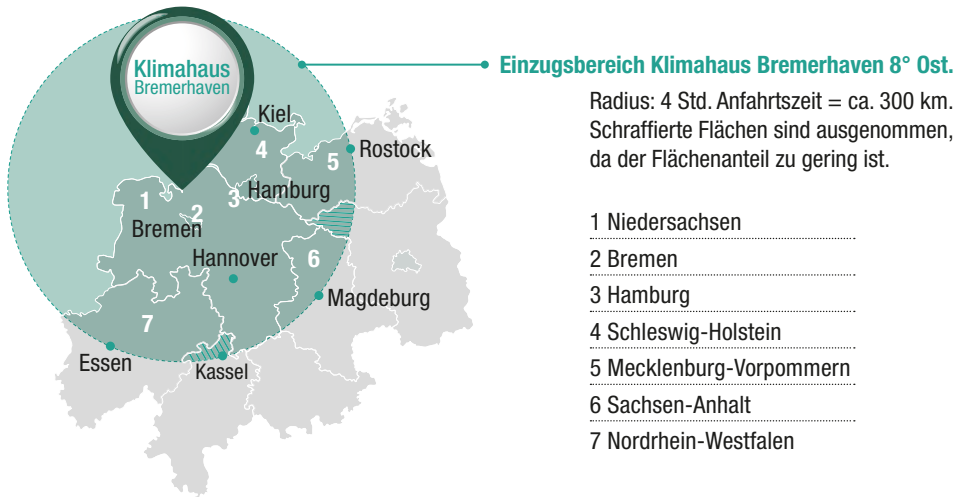 Klimahaus
Bremerhaven
Einzugsbereich Klimahaus Bremerhaven 8° Ost.
Radius: 4 Std. Anfahrtszeit = ca. 300 km.
Schraffierte Flächen sind ausgenommen,
da der Flächenanteil zu gering ist.
Kiel
4
5
Rostock
1
2
3
Hamburg
Bremen
Hannover
6
Magdeburg
7
Essen
Kassel
1 Niedersachsen
2 Bremen
3 Hamburg
4 Schleswig-Holstein
5 Mecklenburg-Vorpommern
6 Sachsen-Anhalt
7 Nordrhein-Westfalen